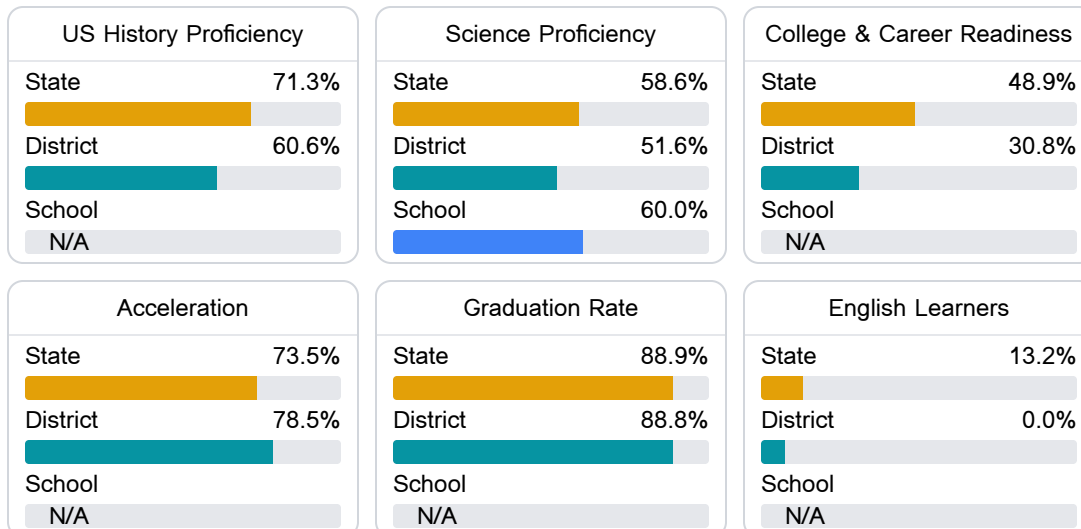 US History Proficiency
State 71.3%
District 60.6%
School
N/A
Science Proficiency
State 58.6%
District 51.6%
School 60.0%
College & Career Readiness
State 48.9%
District 30.8%
School
N/A
Acceleration
State 73.5%
District 78.5%
School
N/A
Graduation Rate
State 88.9%
District 88.8%
School
N/A
English Learners
State 13.2%
District 0.0%
School
N/A